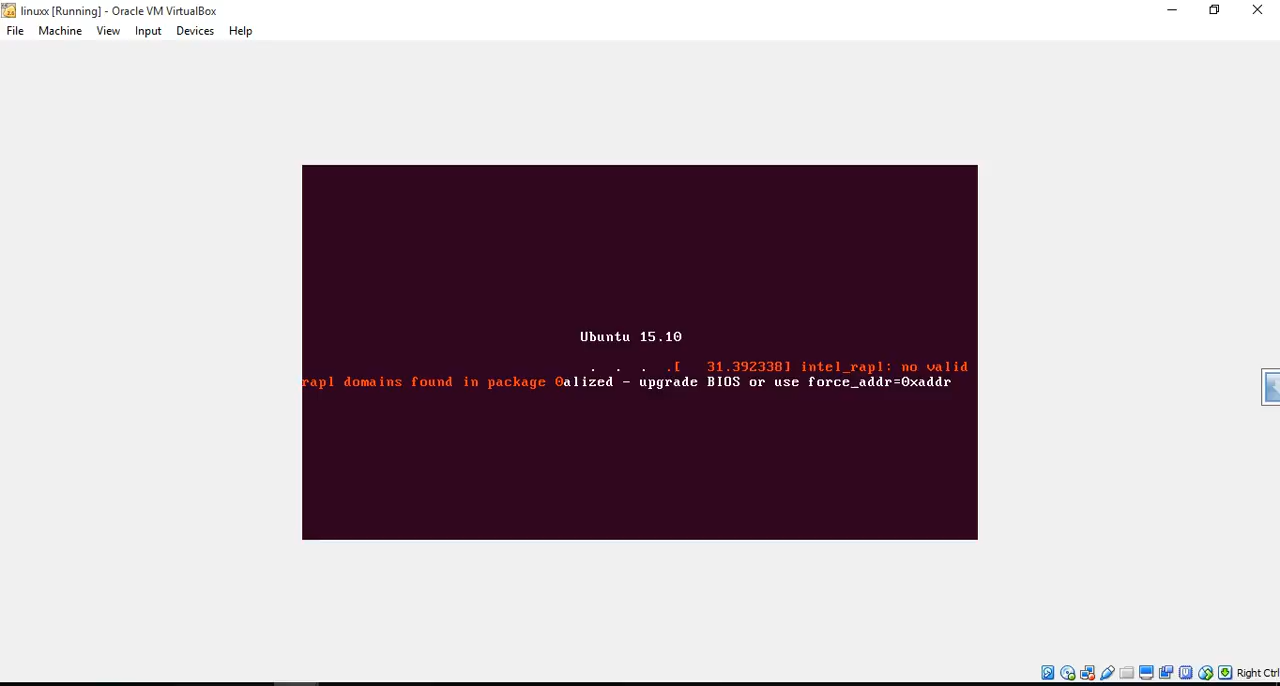 linuxx [Running] - Oracle VM VirtualBox
File Machine View Input Devices Help
Ubuntu 15.10
. . . .[   31.392338] intel_rapl: no valid
rapl domains found in package 0alized - upgrade BIOS or use force_addr=0xaddr
Right Ctrl